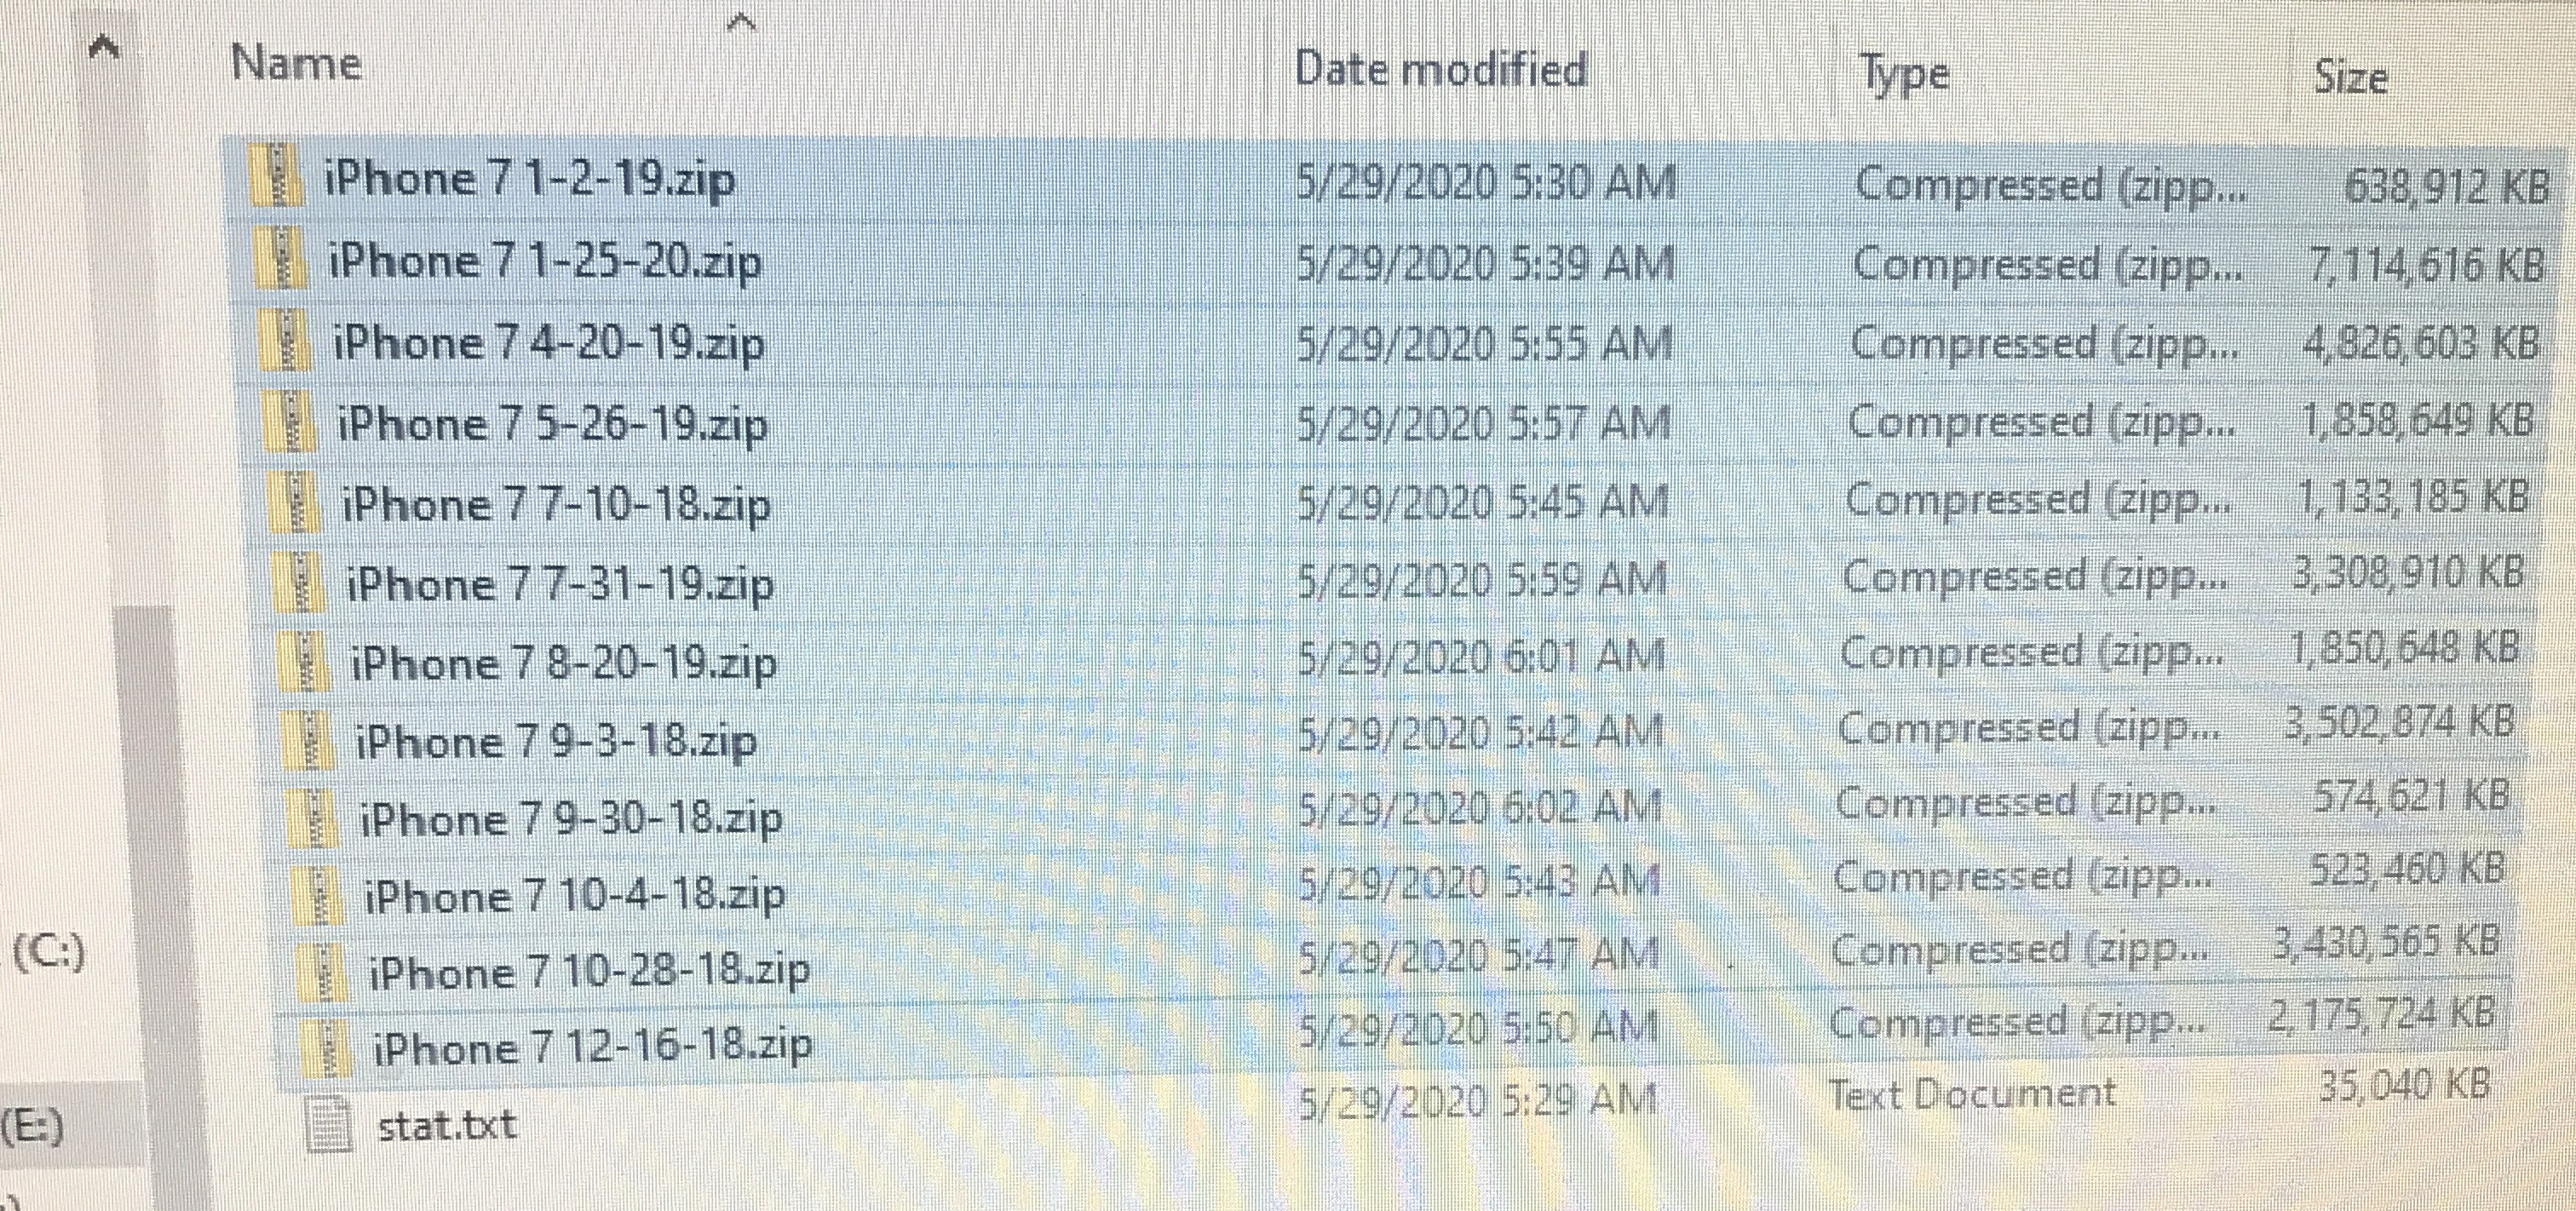 Name Date modified Type Size
iPhone 7 1-2-19.zip 5/29/2020 5:30 AM Compressed (zipp... 638,912 KB
iPhone 7 1-25-20.zip 5/29/2020 5:39 AM Compressed (zipp... 7,114,616 KB
iPhone 7 4-20-19.zip 5/29/2020 5:55 AM Compressed (zipp... 4,826,603 KB
iPhone 7 5-26-19.zip 5/29/2020 5:57 AM Compressed (zipp... 1,858,649 KB
iPhone 7 7-10-18.zip 5/29/2020 5:45 AM Compressed (zipp... 1,133,185 KB
iPhone 7 7-31-19.zip 5/29/2020 5:59 AM Compressed (zipp... 3,308,910 KB
iPhone 7 8-20-19.zip 5/29/2020 6:01 AM Compressed (zipp... 1,850,648 KB
iPhone 7 9-3-18.zip 5/29/2020 5:42 AM Compressed (zipp... 3,502,874 KB
iPhone 7 9-30-18.zip 5/29/2020 6:02 AM Compressed (zipp... 574,621 KB
iPhone 7 10-4-18.zip 5/29/2020 5:43 AM Compressed (zipp... 523,460 KB
(C:) iPhone 7 10-28-18.zip 5/29/2020 5:47 AM Compressed (zipp... 3,430,565 KB
iPhone 7 12-16-18.zip 5/29/2020 5:50 AM Compressed (zipp... 2,175,724 KB
(E:) stat.txt 5/29/2020 5:29 AM Text Document 35,040 KB